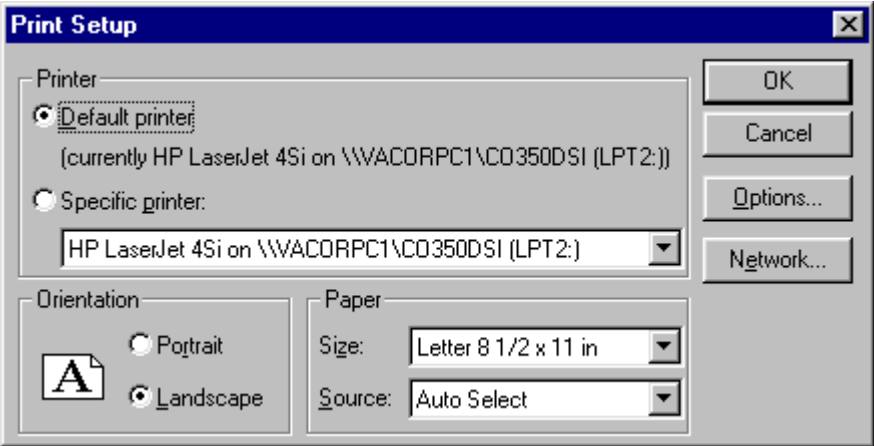 Print Setup
Printer
Default printer
(currently HP LaserJet 4Si on \\VACORPC1\CO350DSI (LPT2:))
Specific printer:
HP LaserJet 4Si on \\VACORPC1\CO350DSI (LPT2:)
OK
Cancel
Options...
Network...
Orientation
A
Portrait
Landscape
Paper
Size:
Letter 8 1/2 x 11 in
Source:
Auto Select